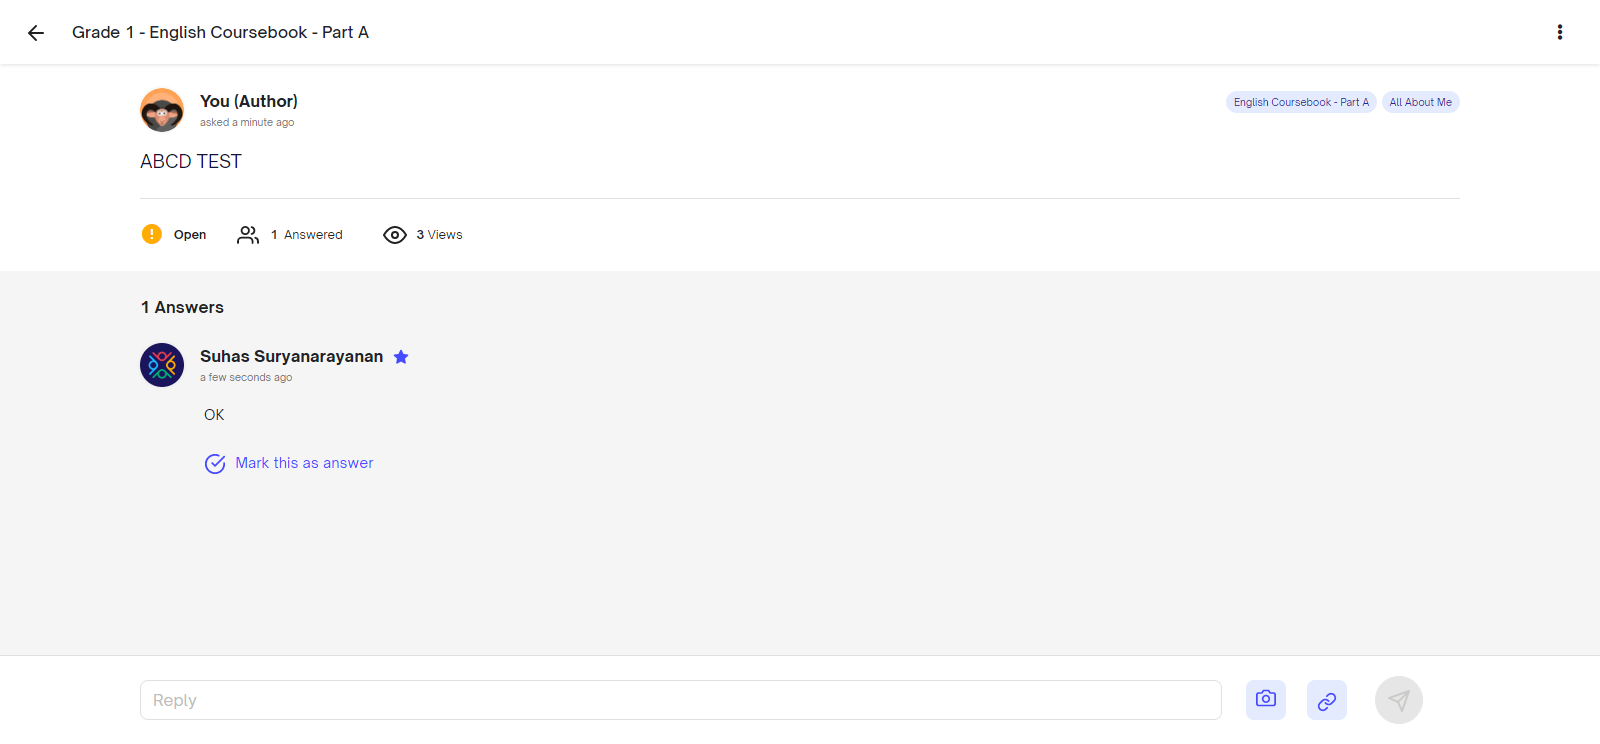 Grade 1 - English Coursebook - Part A
You (Author)
asked a minute ago
English Coursebook - Part A
All About Me
ABCD TEST
Open
1 Answered
3 Views
1 Answers
Suhas Suryanarayanan
a few seconds ago
OK
Mark this as answer
Reply